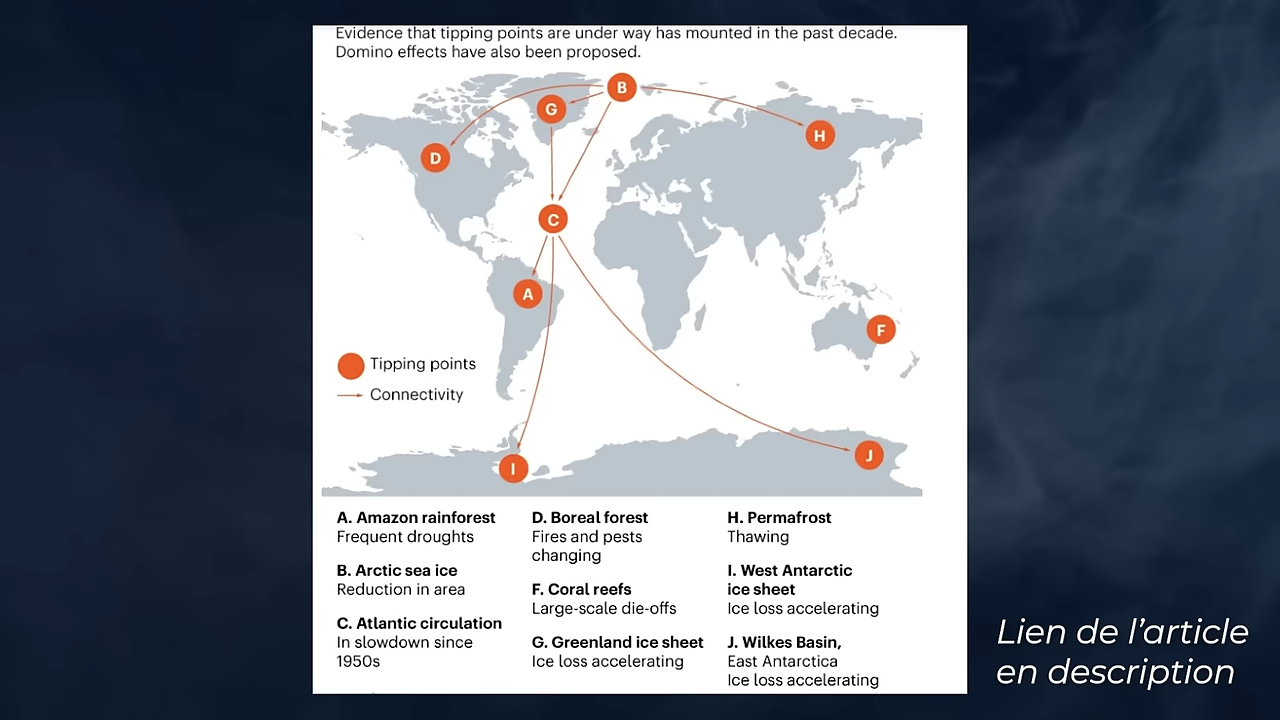 Evidence that tipping points are under way has mounted in the past decade.
Domino effects have also been proposed.
B
G
H
D
C
A
F
Tipping points
Connectivity
J
I
A. Amazon rainforest
Frequent droughts
B. Arctic sea ice
Reduction in area
C. Atlantic circulation
In slowdown since
1950s
D. Boreal forest
Fires and pests
changing
F. Coral reefs
Large-scale die-offs
G. Greenland ice sheet
Ice loss accelerating
H. Permafrost
Thawing
I. West Antarctic
ice sheet
Ice loss accelerating
J. Wilkes Basin,
East Antarctica
Ice loss accelerating
Lien de l'article
en description